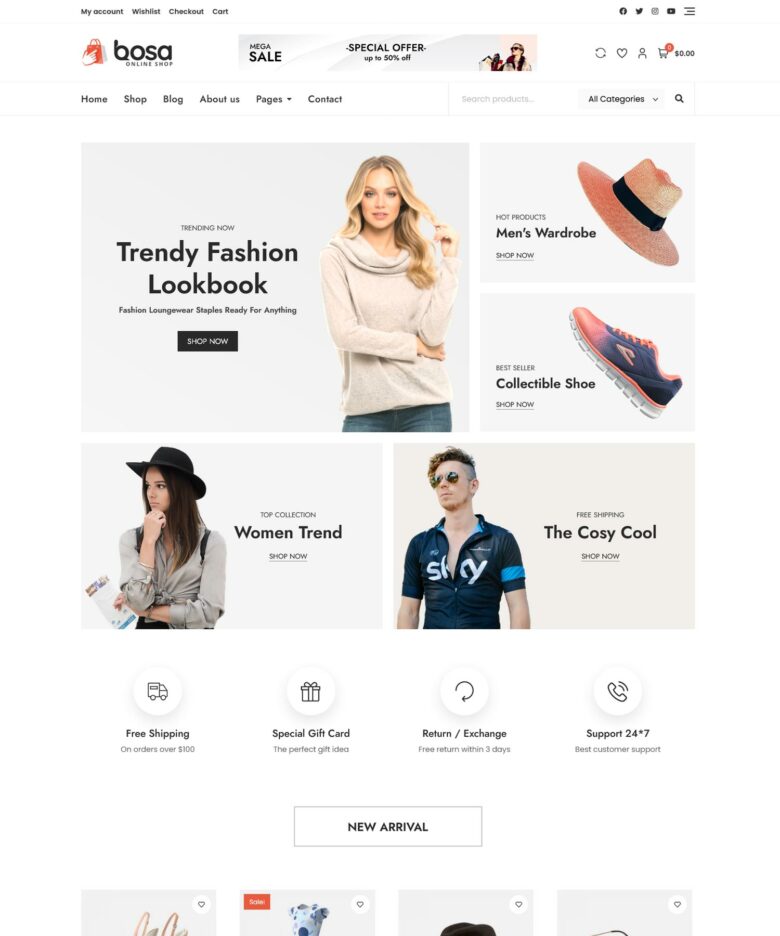 My account Wishlist Checkout Cart
bosa
ONLINE SHOP
MEGA
SALE
-SPECIAL OFFER-
up to 50% off
0
$0.00
Home Shop Blog About us Pages Contact
Search products...
All Categories
TRENDING NOW
Trendy Fashion
Lookbook
Fashion Loungewear Staples Ready For Anything
SHOP NOW
HOT PRODUCTS
Men's Wardrobe
SHOP NOW
BEST SELLER
Collectible Shoe
SHOP NOW
TOP COLLECTION
Women Trend
SHOP NOW
sky
FREE SHIPPING
The Cosy Cool
SHOP NOW
Free Shipping
On orders over $100
Special Gift Card
The perfect gift idea
Return / Exchange
Free return within 3 days
Support 24*7
Best customer support
NEW ARRIVAL
Sale!